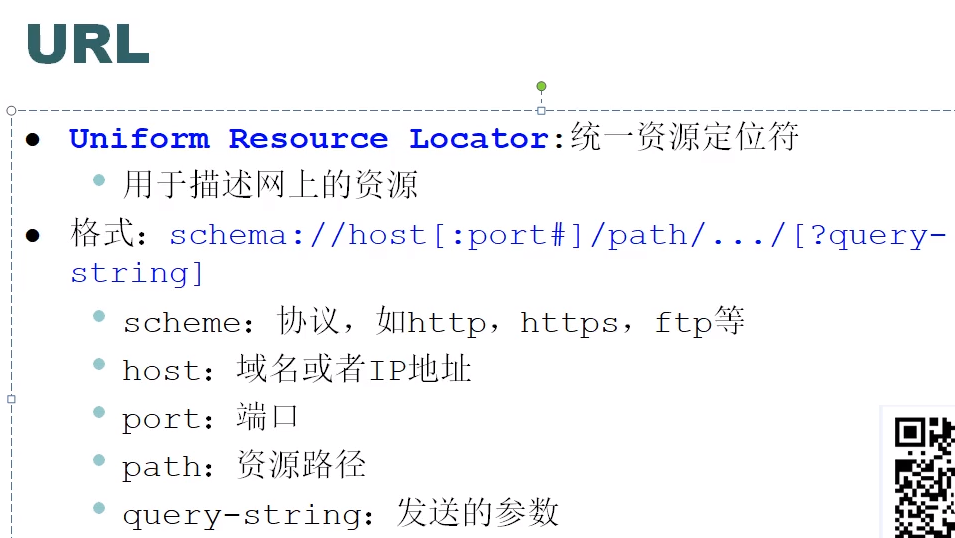 URL
Uniform Resource Locator:统一资源定位符
用于描述网上的资源
格式：schema://host[:port#]/path/.../[?query-
string]
scheme：协议，如http，https，ftp等
host：域名或者IP地址
port：端口
path：资源路径
query-string：发送的参数